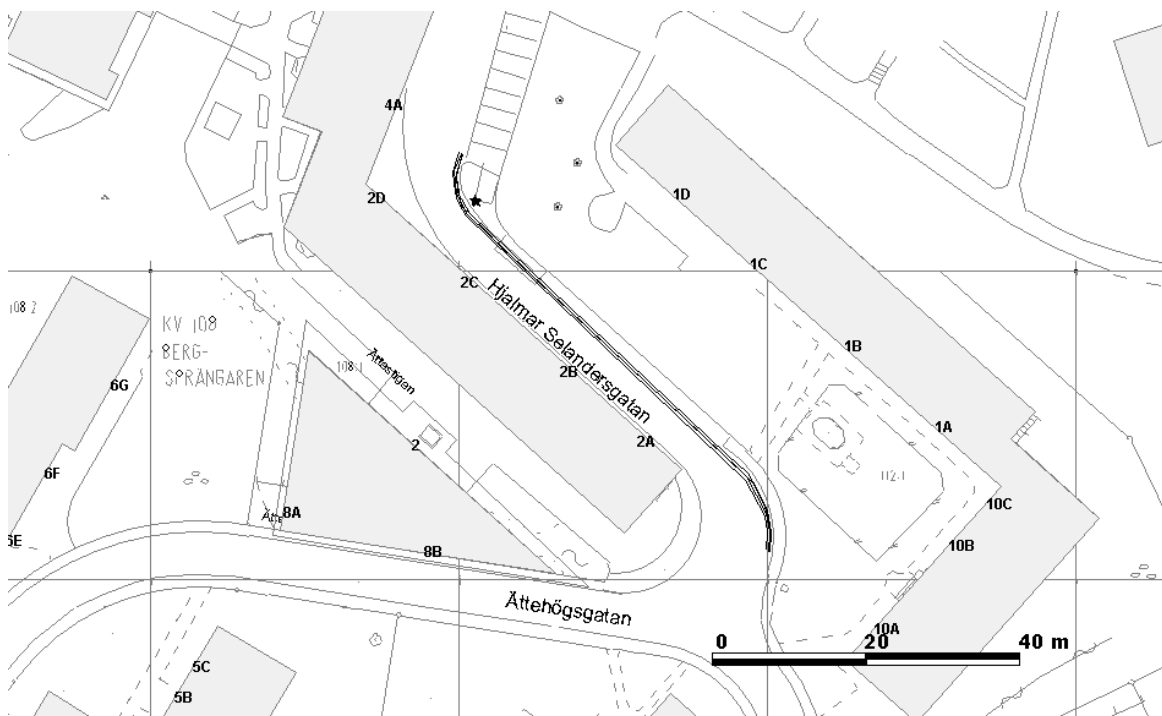 4A
2D
1D
2C
1C
Hjalmar Selandersgatan
108:2
KV 108
BERG-
SPRÄNGAREN
108:1
Ättestigen
1B
2B
6G
1A
2
2A
6F
112:1
10C
8A
6E
8B
10B
Ättehögsgatan
10A
0 20 40 m
5C
5B